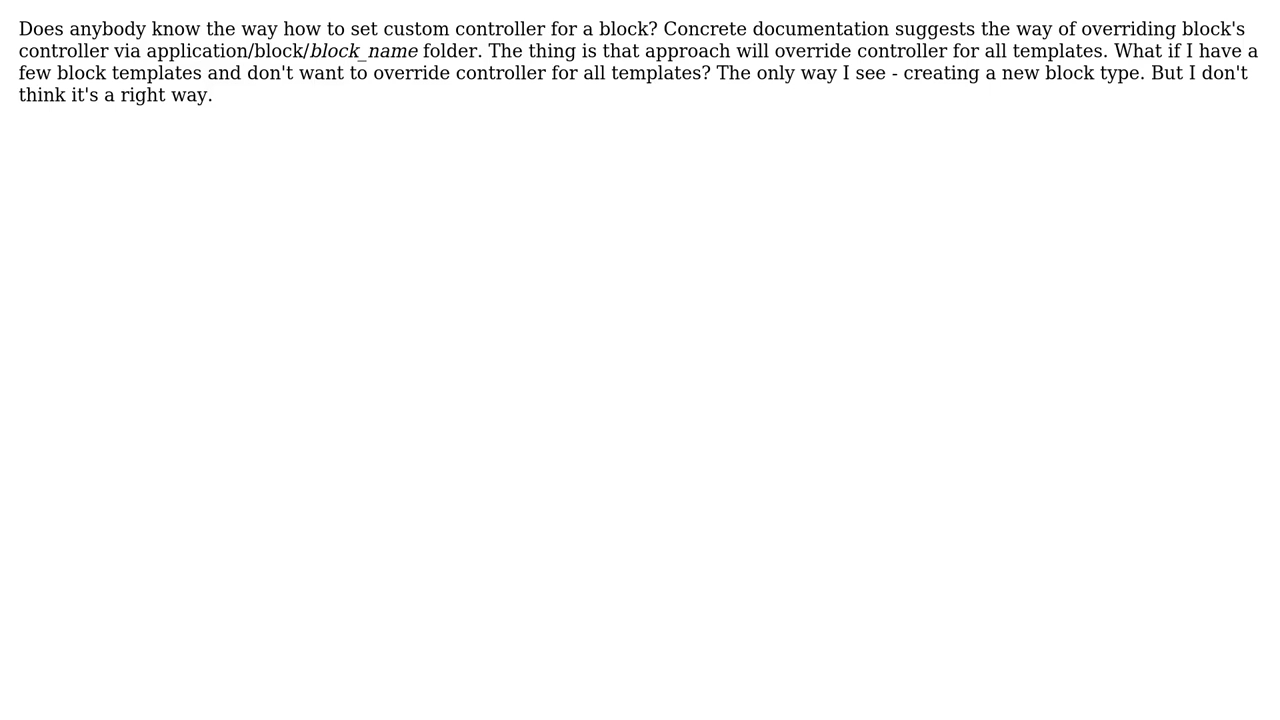 Does anybody know the way how to set custom controller for a block? Concrete documentation suggests the way of overriding block's
controller via application/block/block_name folder. The thing is that approach will override controller for all templates. What if I have a
few block templates and don't want to override controller for all templates? The only way I see - creating a new block type. But I don't
think it's a right way.